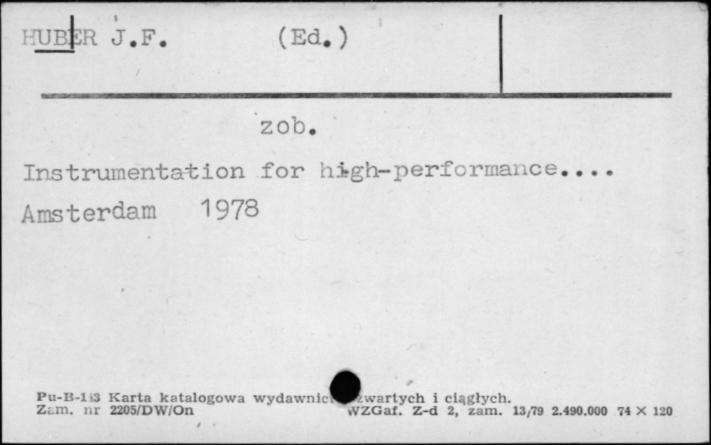 HUBER J.F. (Ed.)
zob.
Instrumentation for high-performance....
Amsterdam 1978
Pu-B-113 Karta katalogowa wydawnictw zwartych i ciągłych.
Zam. nr 2205/DW/On WZGaf. Z-d 2, zam. 13/79 2.490.000 74 X 120